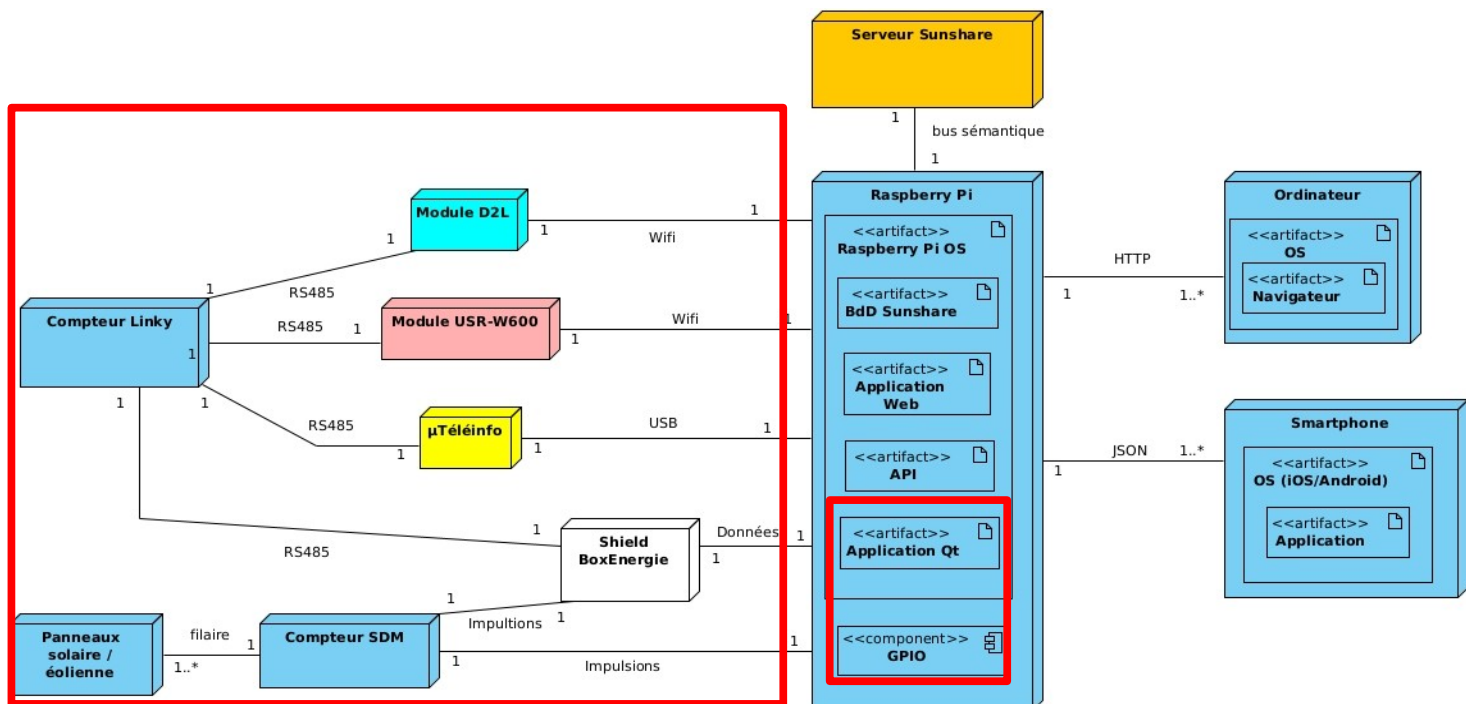 Serveur Sunshare
1
bus sémantique
1
Raspberry Pi
<<artifact>>
Raspberry Pi OS
<<artifact>>
BdD Sunshare
<<artifact>>
Application
Web
<<artifact>>
API
<<artifact>>
Application Qt
<<component>>
GPIO
Ordinateur
<<artifact>>
OS
<<artifact>>
Navigateur
HTTP
1
1..*
Smartphone
<<artifact>>
OS (iOS/Android)
<<artifact>>
Application
JSON
1
1..*
Module D2L
1
1
RS485
1
Wifi
1
Compteur Linky
Module USR-W600
1
RS485
1
1
Wifi
1
µTéléinfo
1
RS485
1
1
USB
1
Shield
BoxEnergie
1
RS485
1
Données
1
1
Panneaux
solaire /
éolienne
filaire
1..*
1
Compteur SDM
1
Impultions
1
1
Impulsions
1